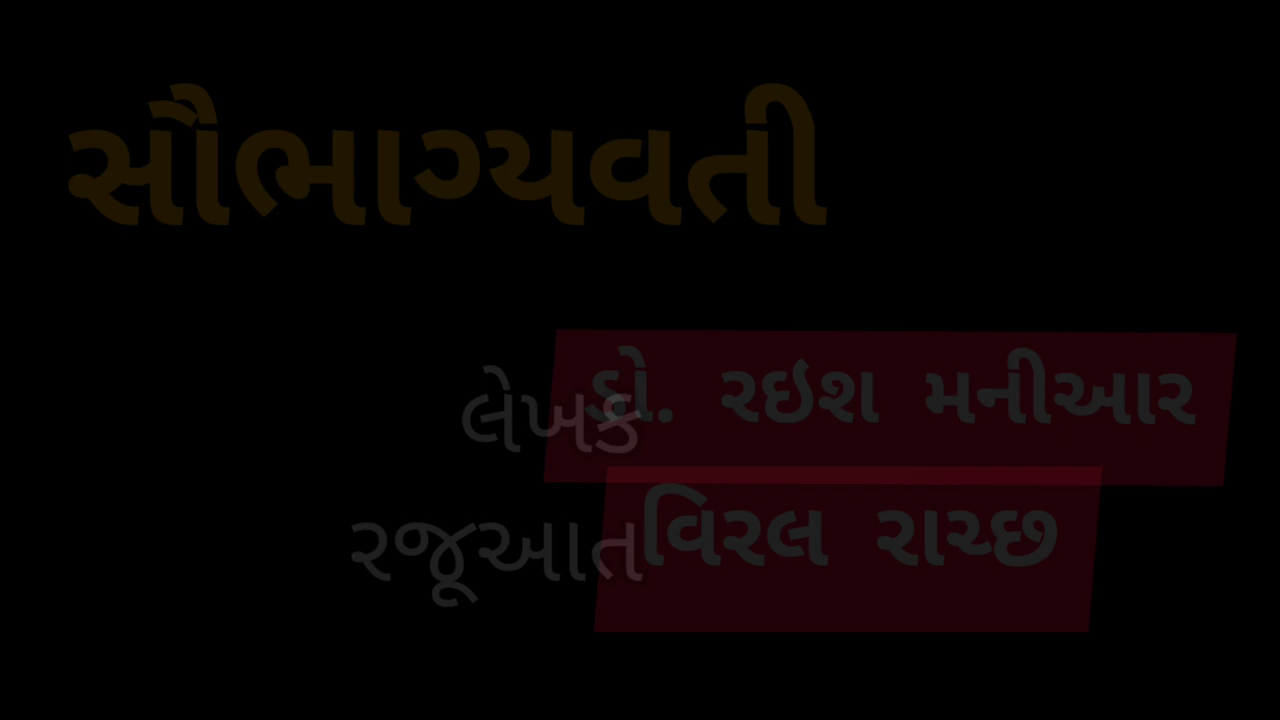 સૌભાગ્યવતી
લેખક ડો. રઇશ મનીઆર
રજૂઆત વિરલ રાચ્છ